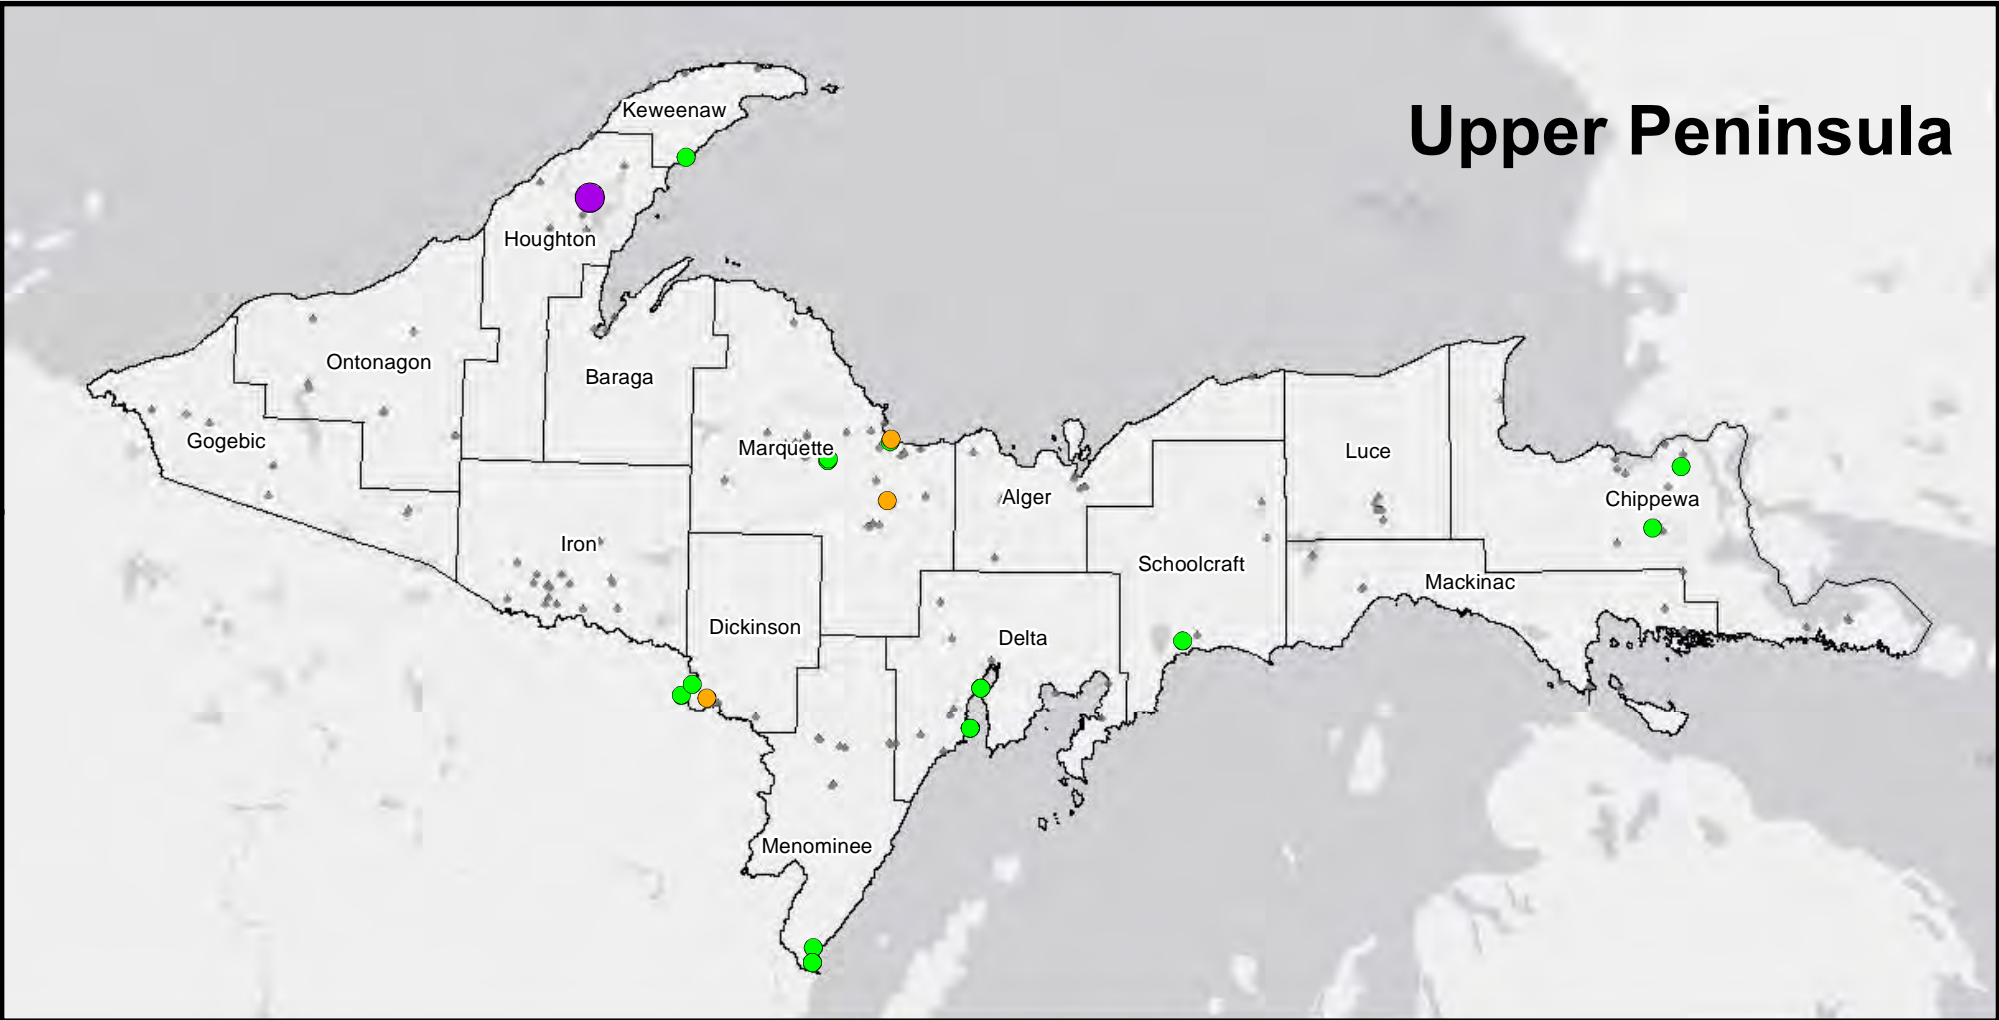 Keweenaw
Upper Peninsula
Houghton
Ontonagon
Baraga
Gogebic
Marquette
Luce
Alger
Chippewa
Iron
Schoolcraft
Mackinac
Dickinson
Delta
Menominee